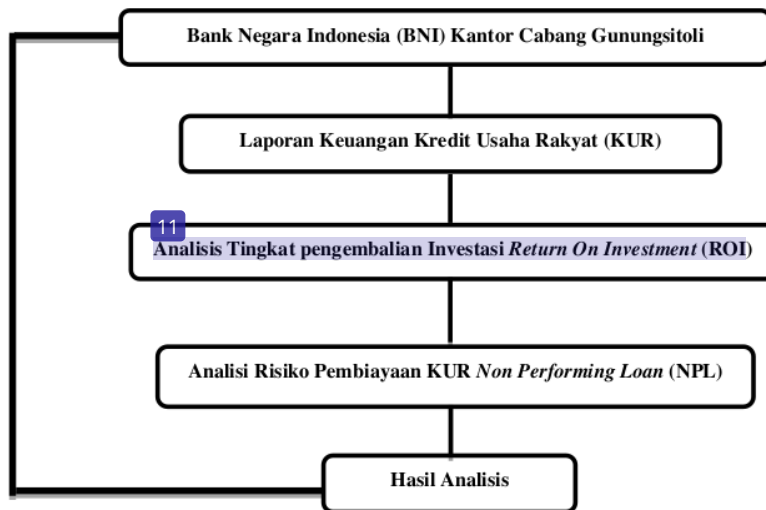 Bank Negara Indonesia (BNI) Kantor Cabang Gunungsitoli
Laporan Keuangan Kredit Usaha Rakyat (KUR)
11
Analisis Tingkat pengembalian Investasi Return On Investment (ROI)
Analisi Risiko Pembiayaan KUR Non Performing Loan (NPL)
Hasil Analisis